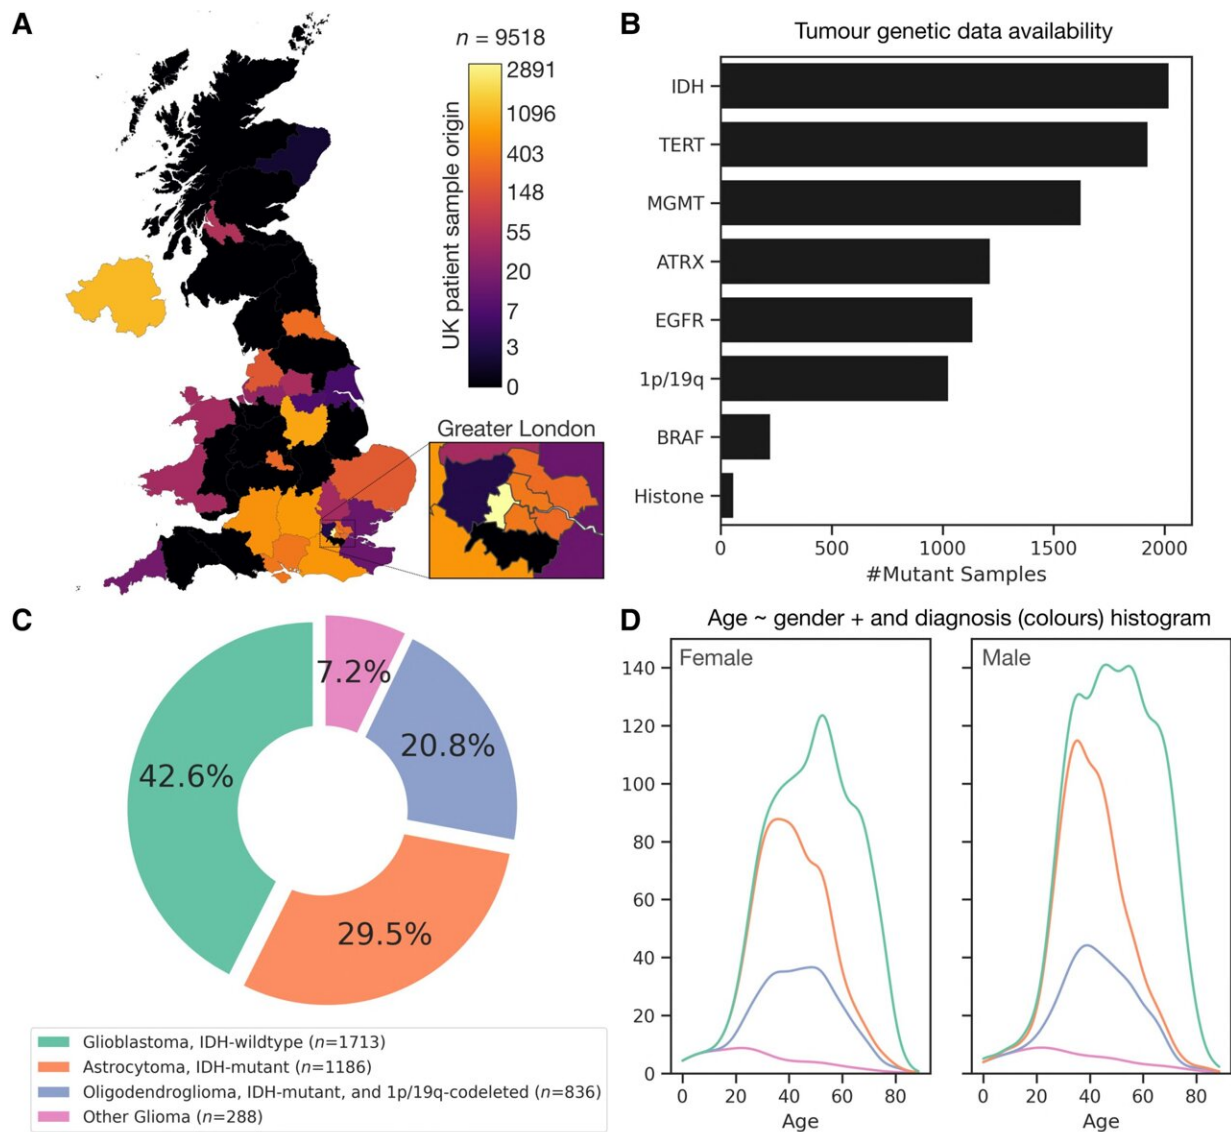 A
n = 9518
UK patient sample origin
2891
1096
403
148
55
20
7
3
0
Greater London
B
Tumour genetic data availability
IDH
TERT
MGMT
ATRX
EGFR
1p/19q
BRAF
Histone
0 500 1000 1500 2000
#Mutant Samples
C
7.2%
20.8%
42.6%
29.5%
Glioblastoma, IDH-wildtype (n=1713)
Astrocytoma, IDH-mutant (n=1186)
Oligodendroglioma, IDH-mutant, and 1p/19q-codeleted (n=836)
Other Glioma (n=288)
D
Age ~ gender + and diagnosis (colours) histogram
Female
Male
140
120
100
80
60
40
20
0
0 20 40 60 80
Age
0 20 40 60 80
Age